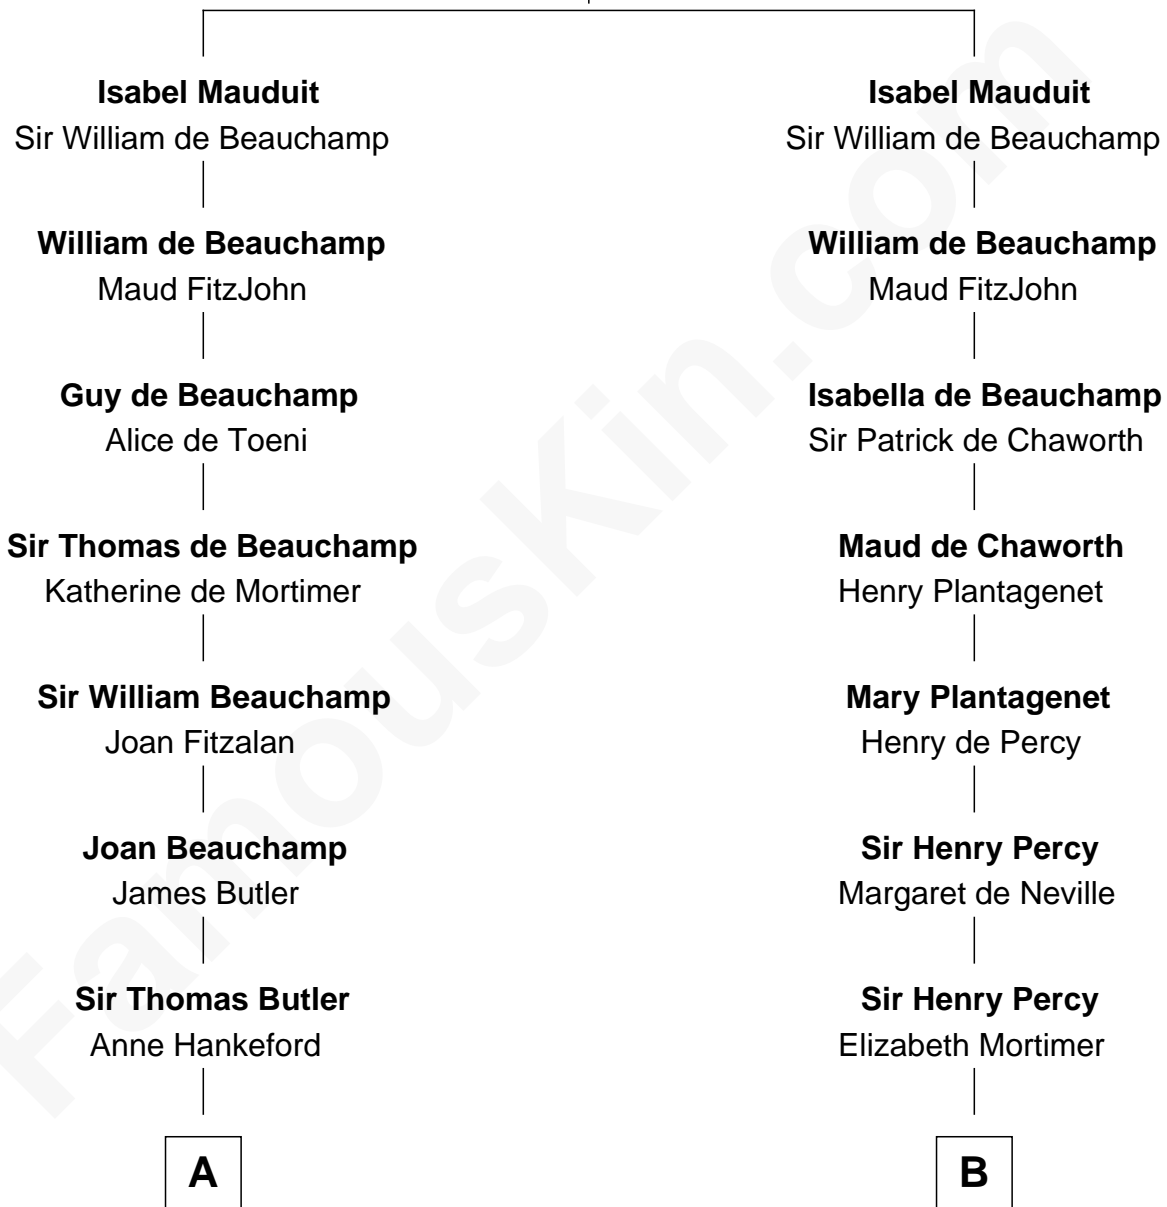 Isabel Mauduit
Sir William de Beauchamp
William de Beauchamp
Maud FitzJohn
Guy de Beauchamp
Alice de Toeni
Sir Thomas de Beauchamp
Katherine de Mortimer
Sir William Beauchamp
Joan Fitzalan
Joan Beauchamp
James Butler
Sir Thomas Butler
Anne Hankeford
A
Isabel Mauduit
Sir William de Beauchamp
William de Beauchamp
Maud FitzJohn
Isabella de Beauchamp
Sir Patrick de Chaworth
Maud de Chaworth
Henry Plantagenet
Mary Plantagenet
Henry de Percy
Sir Henry Percy
Margaret de Neville
Sir Henry Percy
Elizabeth Mortimer
B
FamousKin.com